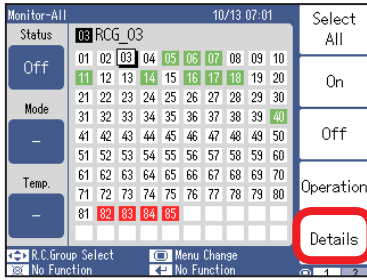 Monitor-All 10/13 07:01
Status
Off
Mode
–
Temp.
–
03 RCG_03
01 02 03 04 05 06 07 08 09 10
11 12 13 14 15 16 17 18 19 20
21 22 23 24 25 26 27 28 29 30
31 32 33 34 35 36 37 38 39 40
41 42 43 44 45 46 47 48 49 50
51 52 53 54 55 56 57 58 59 60
61 62 63 64 65 66 67 68 69 70
71 72 73 74 75 76 77 78 79 80
81 82 83 84 85
Select
All
On
Off
Operation
Details
R.C.Group Select Menu Change
No Function No Function
1 2